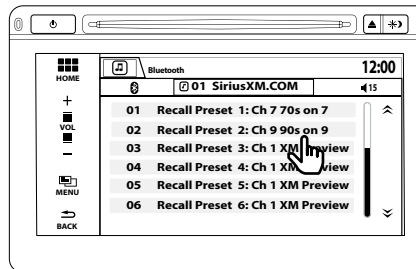 HOME
+
VOL
−
MENU
BACK
Bluetooth
12:00
01 SiriusXM.COM
15
01 Recall Preset 1: Ch 7 70s on 7
02 Recall Preset 2: Ch 9 90s on 9
03 Recall Preset 3: Ch 1 XM Preview
04 Recall Preset 4: Ch 1 XM Preview
05 Recall Preset 5: Ch 1 XM Preview
06 Recall Preset 6: Ch 1 XM Preview